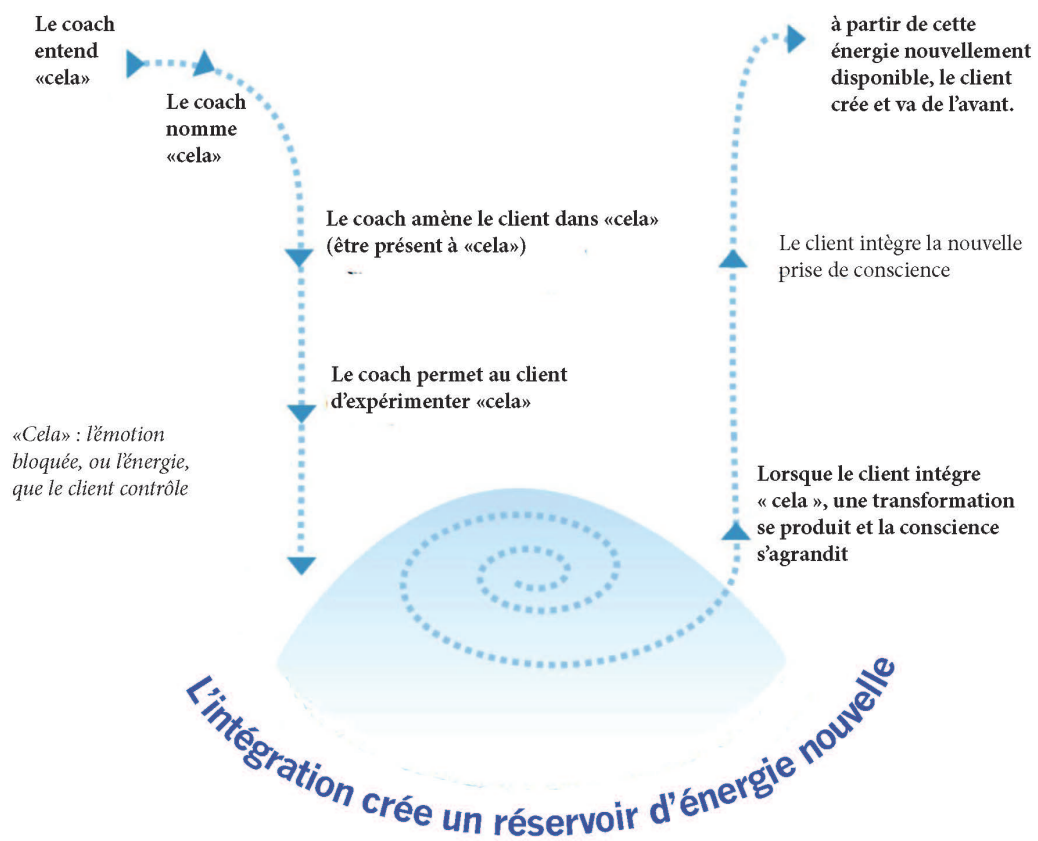 Le coach
entend
«cela»
Le coach
nomme
«cela»
Le coach amène le client dans «cela»
(être présent à «cela»)
Le coach permet au client
d’expérimenter «cela»
«Cela» : l’émotion
bloquée, ou l’énergie,
que le client contrôle
à partir de cette
énergie nouvellement
disponible, le client
crée et va de l’avant.
Le client intègre la nouvelle
prise de conscience
Lorsque le client intégre
« cela », une transformation
se produit et la conscience
s’agrandit
L’intégration crée un réservoir d’énergie nouvelle